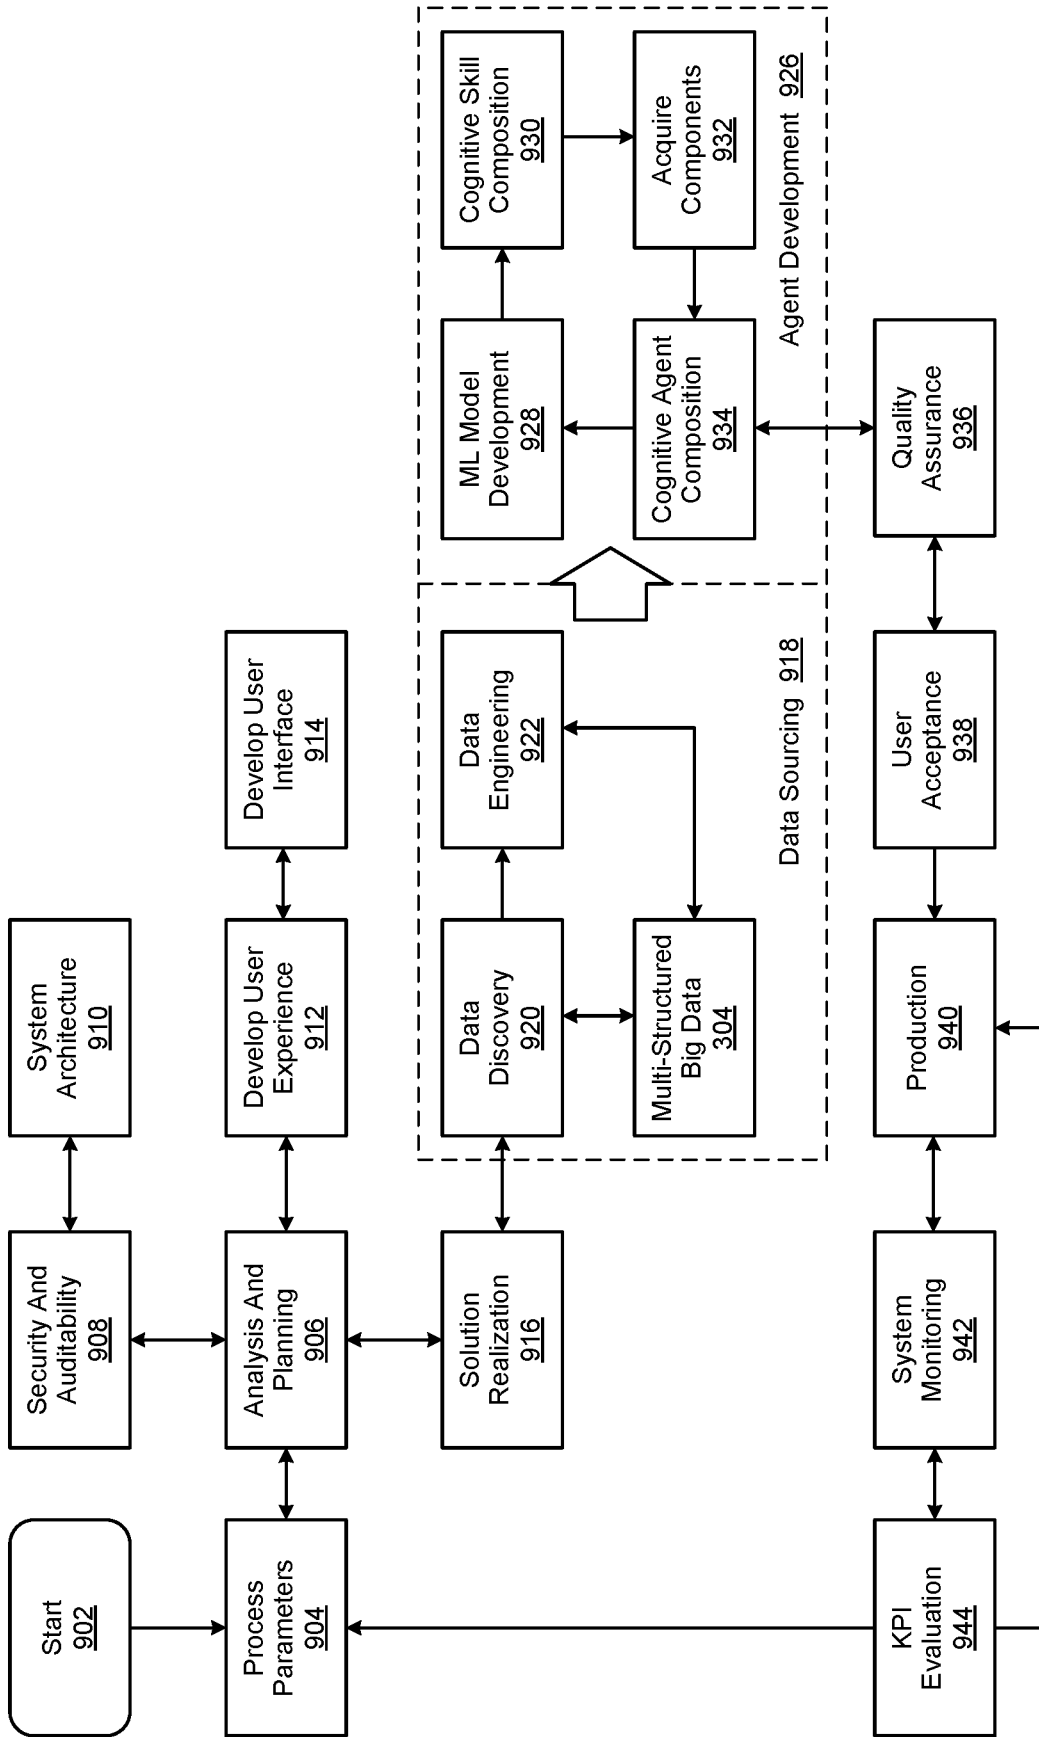 Start
902
Security And
Auditability
908
System
Architecture
910
Process
Parameters
904
Analysis And
Planning
906
Develop User
Experience
912
Develop User
Interface
914
Solution
Realization
916
Data
Discovery
920
Data
Engineering
922
ML Model
Development
928
Cognitive Skill
Composition
930
Multi-Structured
Big Data
304
Cognitive Agent
Composition
934
Acquire
Components
932
Data Sourcing 918
Agent Development 926
KPI
Evaluation
944
System
Monitoring
942
Production
940
User
Acceptance
938
Quality
Assurance
936